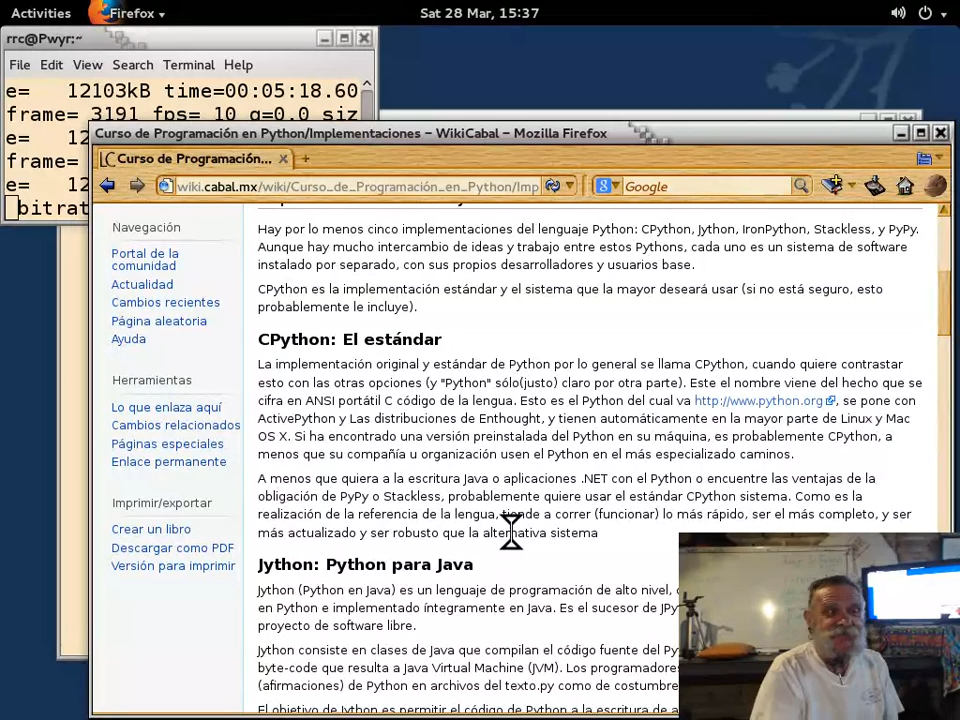 Activities
Firefox
Sat 28 Mar, 15:37
rrc@Pwyr:~
File Edit View Search Terminal Help
e= 12103kB time=00:05:18.60
frame= 3191 fps= 10 q=0.0 siz
e= 12
frame=
e= 12
bitrat
Curso de Programación en Python/Implementaciones − WikiCabal − Mozilla Firefox
Curso de Programación...
wiki.cabal.mx/wiki/Curso_de_Programación_en_Python/Imp
Google
Navegación
Portal de la
comunidad
Actualidad
Cambios recientes
Página aleatoria
Ayuda
Herramientas
Lo que enlaza aquí
Cambios relacionados
Páginas especiales
Enlace permanente
Imprimir/exportar
Crear un libro
Descargar como PDF
Versión para imprimir
Hay por lo menos cinco implementaciones del lenguaje Python: CPython, Jython, IronPython, Stackless, y PyPy.
Aunque hay mucho intercambio de ideas y trabajo entre estos Pythons, cada uno es un sistema de software
instalado por separado, con sus propios desarrolladores y usuarios base.
CPython es la implementación estándar y el sistema que la mayor deseará usar (si no está seguro, esto
probablemente le incluye).
CPython: El estándar
La implementación original y estándar de Python por lo general se llama CPython, cuando quiere contrastar
esto con las otras opciones (y "Python" sólo(justo) claro por otra parte). Este el nombre viene del hecho que se
cifra en ANSI portátil C código de la lengua. Esto es el Python del cual va http://www.python.org, se pone con
ActivePython y Las distribuciones de Enthought, y tienen automáticamente en la mayor parte de Linux y Mac
OS X. Si ha encontrado una versión preinstalada del Python en su máquina, es probablemente CPython, a
menos que su compañía u organización usen el Python en el más especializado caminos.
A menos que quiera a la escritura Java o aplicaciones .NET con el Python o encuentre las ventajas de la
obligación de PyPy o Stackless, probablemente quiere usar el estándar CPython sistema. Como es la
realización de la referencia de la lengua, tiende a correr (funcionar) lo más rápido, ser el más completo, y ser
más actualizado y ser robusto que la alternativa sistema
Jython: Python para Java
Jython (Python en Java) es un lenguaje de programación de alto nivel,
en Python e implementado íntegramente en Java. Es el sucesor de JPy
proyecto de software libre.
Jython consiste en clases de Java que compilan el código fuente del Py
byte-code que resulta a Java Virtual Machine (JVM). Los programadores
(afirmaciones) de Python en archivos del texto.py como de costumbre
El objetivo de Jython es permitir el código de Python a la escritura de a